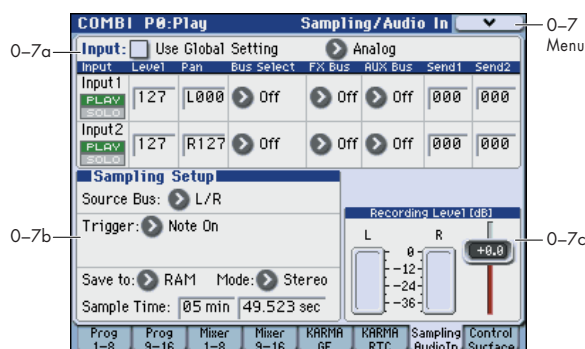 COMBI P0:Play Sampling/Audio In
0–7
Menu
0–7a
Input: Use Global Setting Analog
Input Level Pan Bus Select FX Bus AUX Bus Send1 Send2
Input1
PLAY 127 L000 Off Off Off 000 000
SOLO
Input2
PLAY 127 R127 Off Off Off 000 000
SOLO
Sampling Setup
Source Bus: L/R
0–7b
Trigger: Note On
Save to: RAM Mode: Stereo
Sample Time: 05 min 49.523 sec
Recording Level [dB]
L R
0
-12
-24
-36
+0.0
0–7c
Prog 1-8 Prog 9-16 Mixer 1-8 Mixer 9-16 KARMA GE KARMA RTC Sampling AudioIn Control Surface